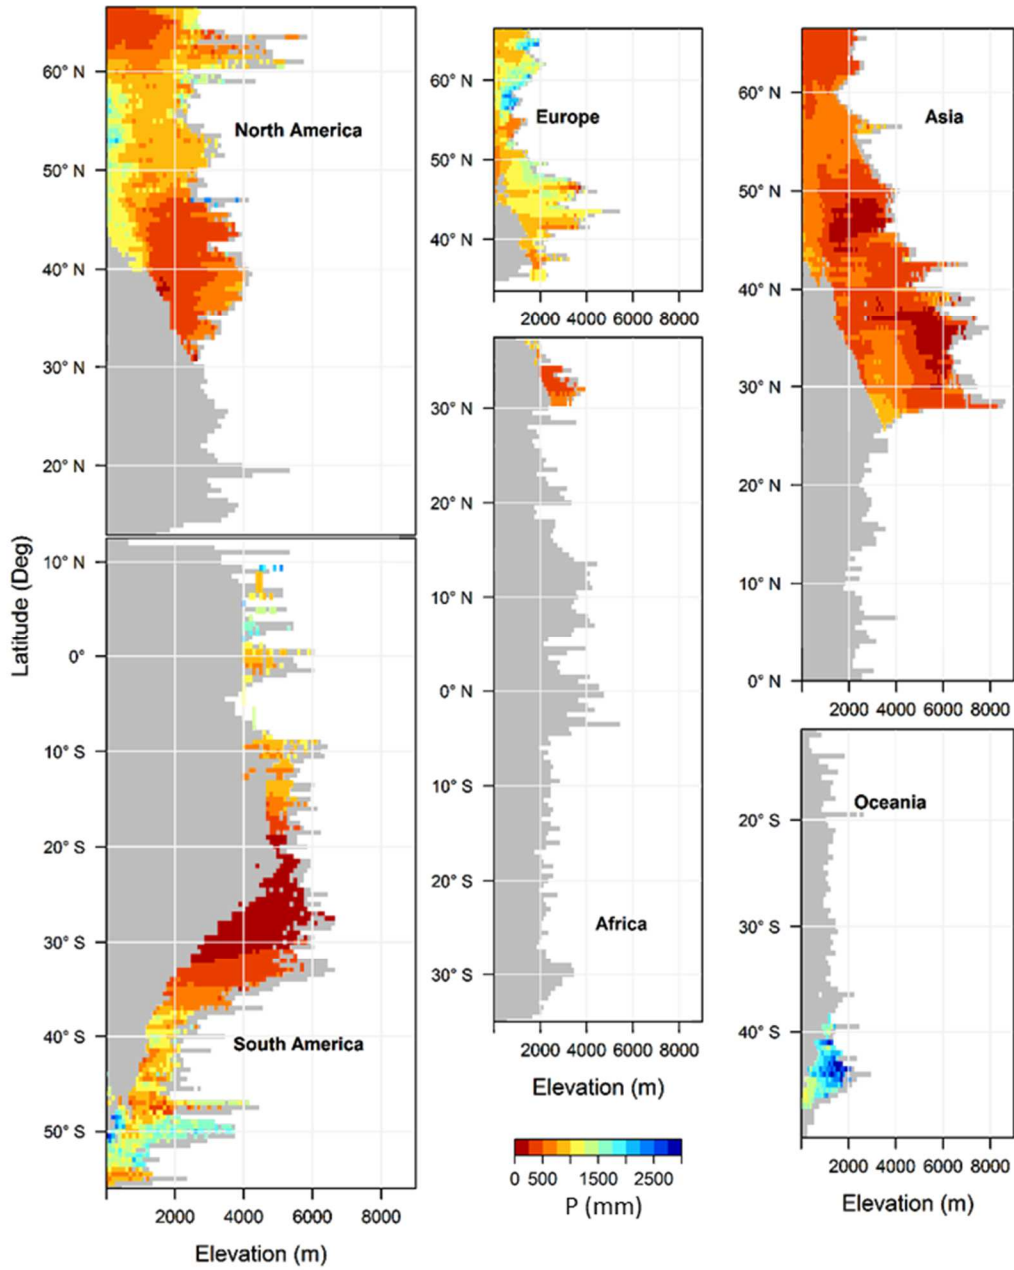 60° N
50° N
40° N
30° N
20° N
North America
10° N
0°
10° S
20° S
30° S
40° S
50° S
South America
2000 4000 6000 8000
Elevation (m)
Latitude (Deg)
60° N
50° N
40° N
Europe
2000 4000 6000 8000
30° N
20° N
10° N
0° N
10° S
20° S
30° S
Africa
2000 4000 6000 8000
Elevation (m)
0 500 1500 2500
P (mm)
60° N
50° N
40° N
30° N
20° N
10° N
0° N
Asia
2000 4000 6000 8000
20° S
30° S
40° S
Oceania
2000 4000 6000 8000
Elevation (m)